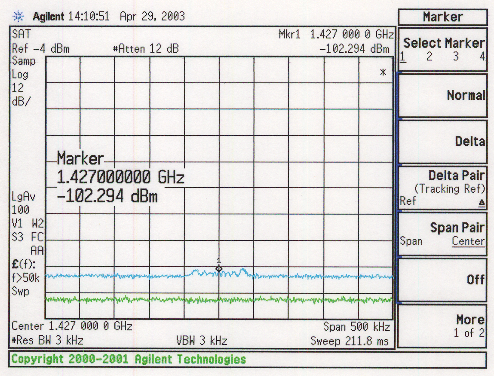 Agilent 14:10:51 Apr 29, 2003
Marker
SAT
Mkr1 1.427 000 0 GHz
Ref -4 dBm #Atten 12 dB -102.294 dBm
Select Marker
1 2 3 4
Samp
Log
12
dB/
*
Normal
Delta
Marker
1.427000000 GHz
-102.294 dBm
Delta Pair
(Tracking Ref)
Ref Δ
LgAv
100
V1 W2
S3 FC
AA
Span Pair
Span Center
£(f):
f>50k
Swp
1
Off
Center 1.427 000 0 GHz Span 500 kHz
#Res BW 3 kHz VBW 3 kHz Sweep 211.8 ms
More
1 of 2
Copyright 2000-2001 Agilent Technologies